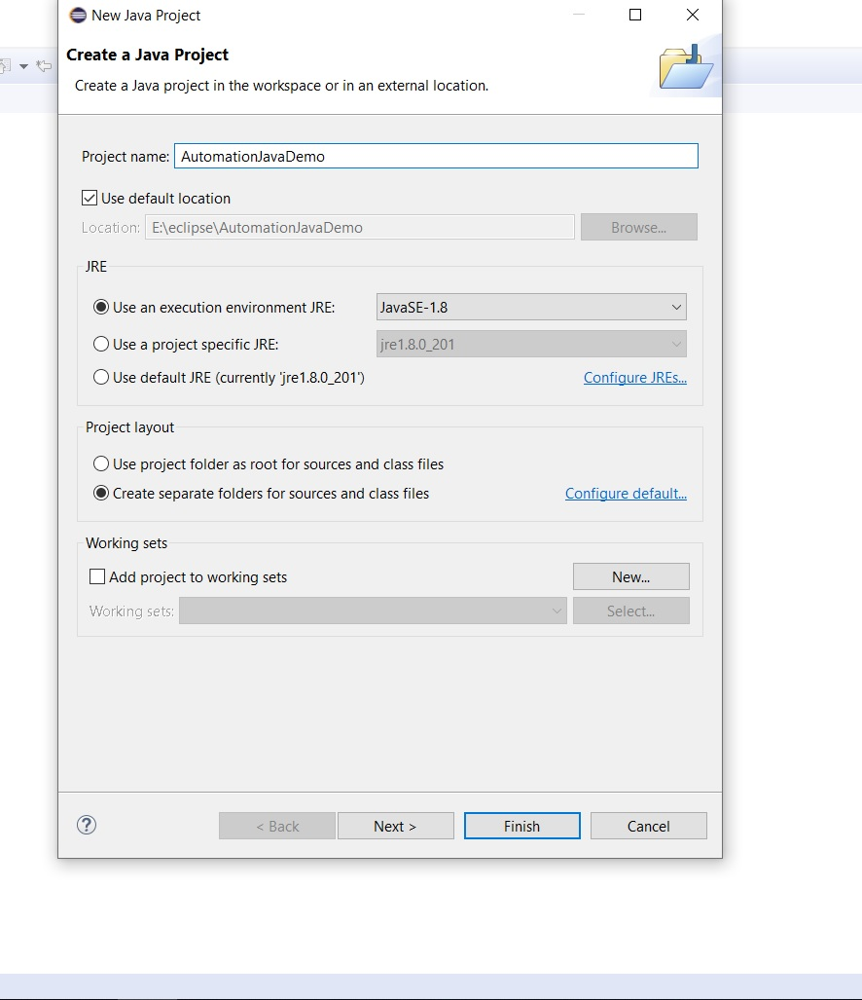 New Java Project
Create a Java Project
Create a Java project in the workspace or in an external location.
Project name: AutomationJavaDemo
Use default location
Location: E:\eclipse\AutomationJavaDemo Browse...
JRE
Use an execution environment JRE: JavaSE-1.8
Use a project specific JRE: jre1.8.0_201
Use default JRE (currently 'jre1.8.0_201') Configure JREs...
Project layout
Use project folder as root for sources and class files
Create separate folders for sources and class files Configure default...
Working sets
Add project to working sets New...
Working sets: Select...
? < Back Next > Finish Cancel